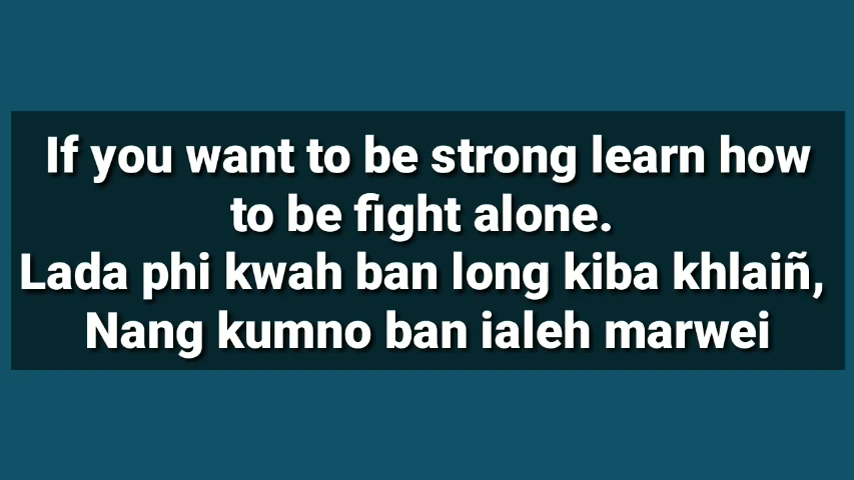 If you want to be strong learn how
to be fight alone.
Lada phi kwah ban long kiba khlaiñ,
Nang kumno ban ialeh marwei